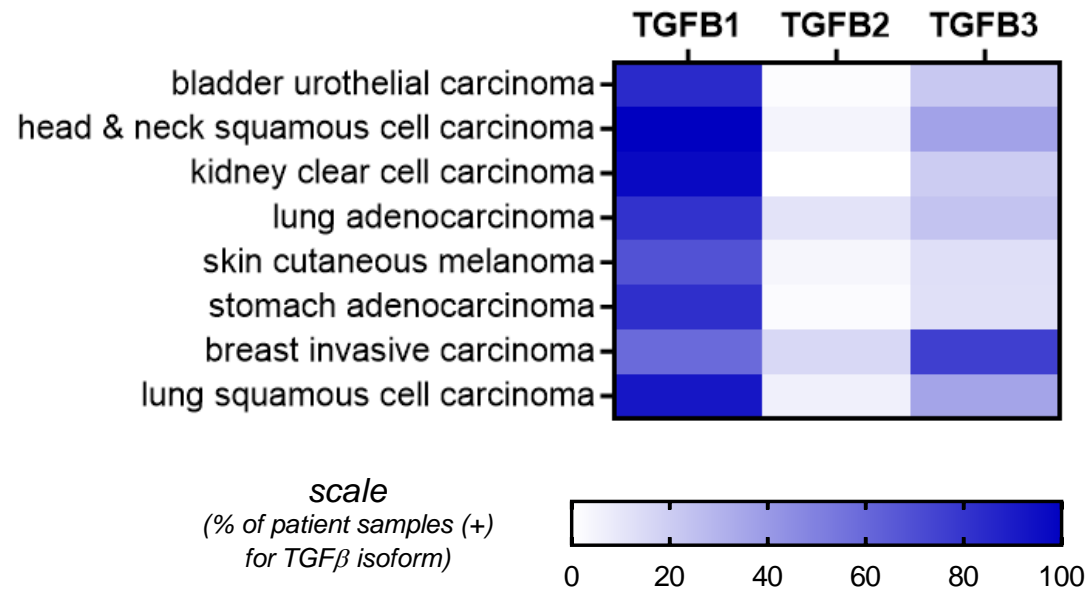 TGFB1 TGFB2 TGFB3
bladder urothelial carcinoma
head & neck squamous cell carcinoma
kidney clear cell carcinoma
lung adenocarcinoma
skin cutaneous melanoma
stomach adenocarcinoma
breast invasive carcinoma
lung squamous cell carcinoma
scale
(% of patient samples (+)
for TGFβ isoform)
0 20 40 60 80 100